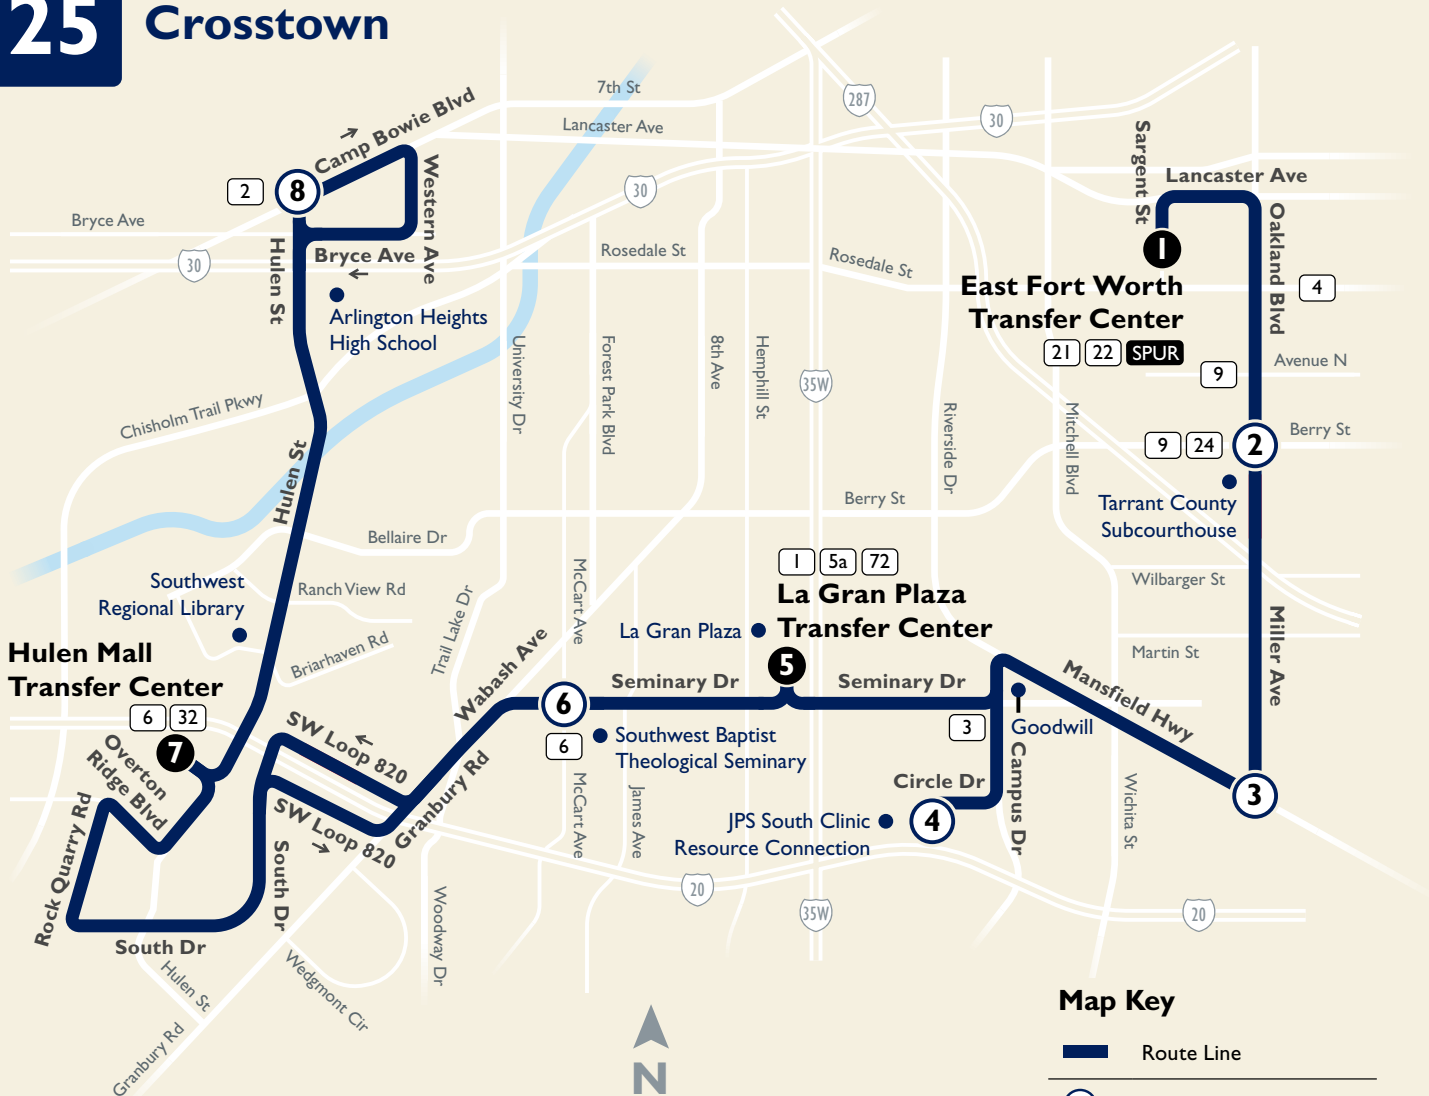 25
Crosstown
7th St
Lancaster Ave
287
30
Camp Bowie Blvd
Sargent St
Lancaster Ave
8
2
Western Ave
30
Bryce Ave
Oakland Blvd
1
30
Hulen St
Bryce Ave
Rosedale St
Rosedale St
East Fort Worth
Transfer Center
21
22
SPUR
4
Arlington Heights
High School
University Dr
Forest Park Blvd
8th Ave
Hemphill St
35W
Avenue N
9
Chisholm Trail Pkwy
Riverside Dr
Mitchell Blvd
9
24
2
Berry St
Hulen St
Tarrant County
Subcourthouse
Berry St
Bellaire Dr
1
5a
72
La Gran Plaza
Transfer Center
Southwest
Regional Library
Ranch View Rd
Trail Lake Dr
McCart Ave
Wilbarger St
Miller Ave
La Gran Plaza
Briarhaven Rd
Wabash Ave
Martin St
Hulen Mall
Transfer Center
6
32
7
5
Seminary Dr
Seminary Dr
Mansfield Hwy
6
6
Southwest Baptist
Theological Seminary
3
Goodwill
SW Loop 820
Overton
Ridge Blvd
Granbury Rd
Campus Dr
Circle Dr
4
3
JPS South Clinic
Resource Connection
SW Loop 820
McCart Ave
James Ave
Wichita St
Rock Quarry Rd
South Dr
20
35W
20
South Dr
Woodway Dr
Hulen St
Wedgmont Cir
Granbury Rd
N
Map Key
Route Line